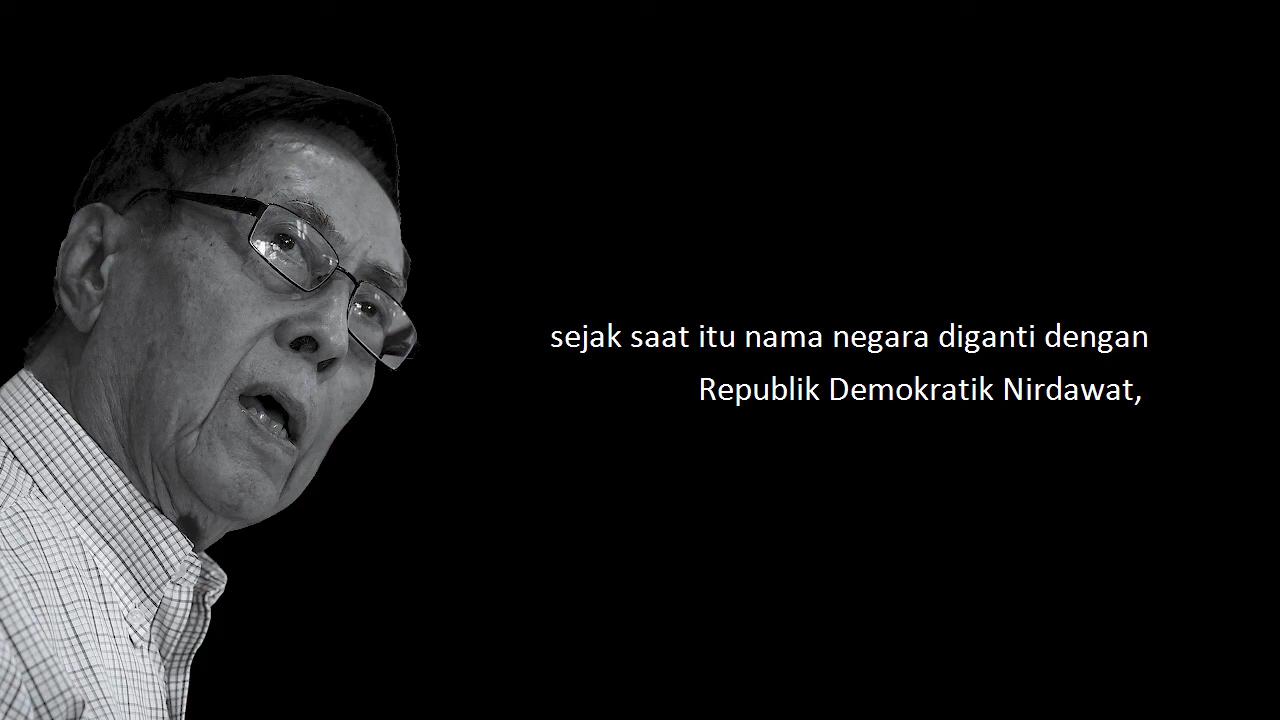 sejak saat itu nama negara diganti dengan
Republik Demokratik Nirdawat,